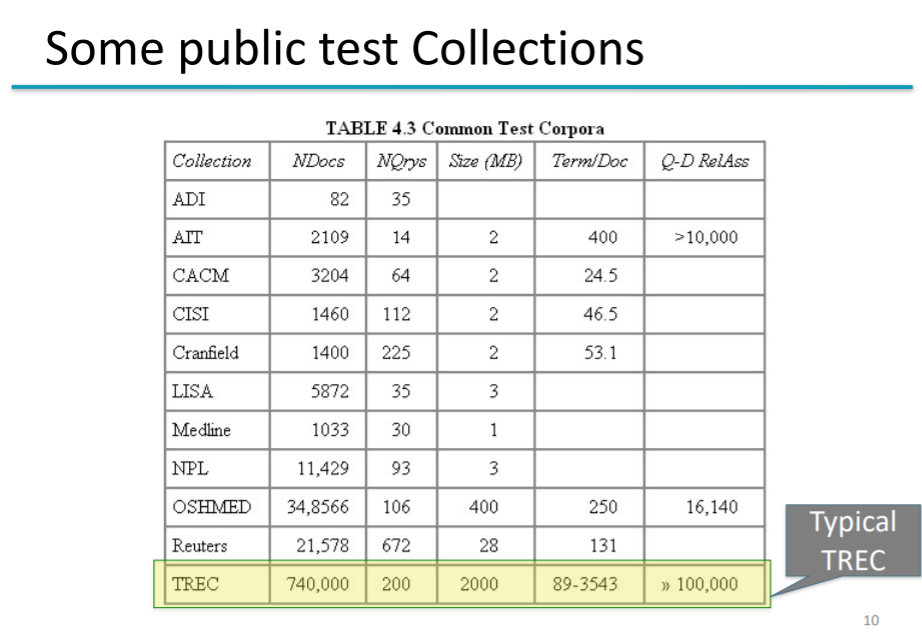 Some public test Collections
TABLE 4.3 Common Test Corpora
Collection NDocs NQrys Size (MB) Term/Doc Q-D RelAss
ADI 82 35
AIT 2109 14 2 400 >10,000
CACM 3204 64 2 24.5
CISI 1460 112 2 46.5
Cranfield 1400 225 2 53.1
LISA 5872 35 3
Medline 1033 30 1
NPL 11,429 93 3
OSHMED 34,8566 106 400 250 16,140
Reuters 21,578 672 28 131
TREC 740,000 200 2000 89-3543 » 100,000
Typical
TREC
10